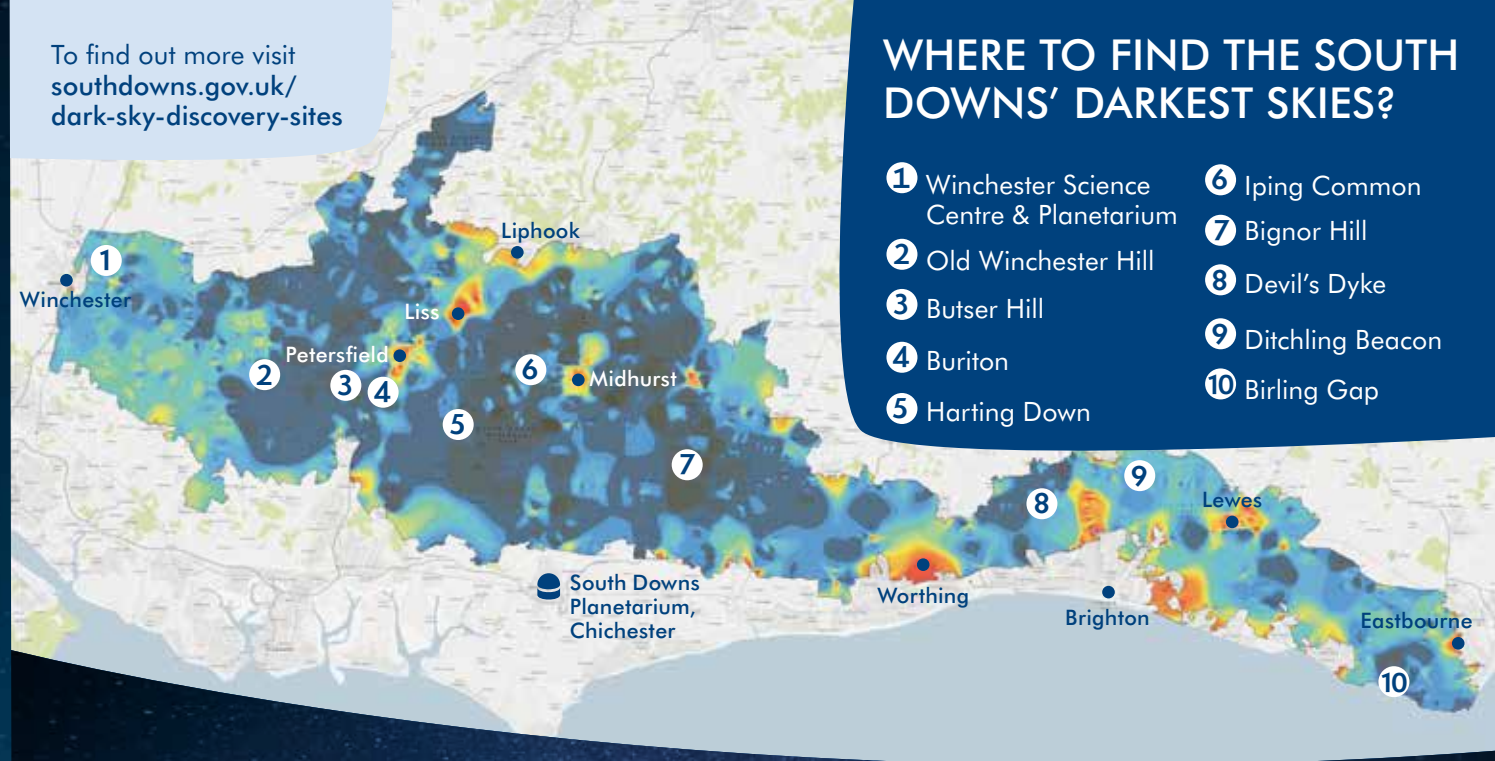 To find out more visit
southdowns.gov.uk/
dark-sky-discovery-sites
WHERE TO FIND THE SOUTH
DOWNS’ DARKEST SKIES?
1 Winchester Science
Centre & Planetarium
2 Old Winchester Hill
3 Butser Hill
4 Buriton
5 Harting Down
6 Iping Common
7 Bignor Hill
8 Devil’s Dyke
9 Ditchling Beacon
10 Birling Gap
1
Winchester
Liphook
Liss
Petersfield
2
3
4
5
6
Midhurst
7
8
9
Lewes
South Downs
Planetarium,
Chichester
Worthing
Brighton
Eastbourne
10